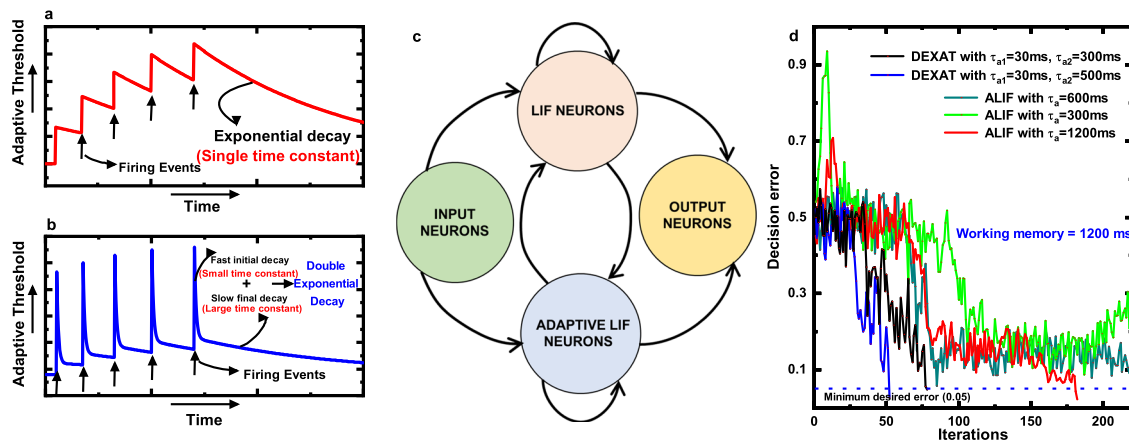 a
Adaptive Threshold
Exponential decay
(Single time constant)
Firing Events
Time
b
Adaptive Threshold
Fast initial decay
(Small time constant)
+
Slow final decay
(Large time constant)
Double
Exponential
Decay
Firing Events
Time
c
LIF NEURONS
INPUT
NEURONS
OUTPUT
NEURONS
ADAPTIVE LIF
NEURONS
d
Decision error
0.9
0.7
0.5
0.3
0.1
DEXAT with τa1=30ms, τa2=300ms
DEXAT with τa1=30ms, τa2=500ms
ALIF with τa=600ms
ALIF with τa=300ms
ALIF with τa=1200ms
Working memory = 1200 ms
Minimum desired error (0.05)
0
50
100
150
200
Iterations